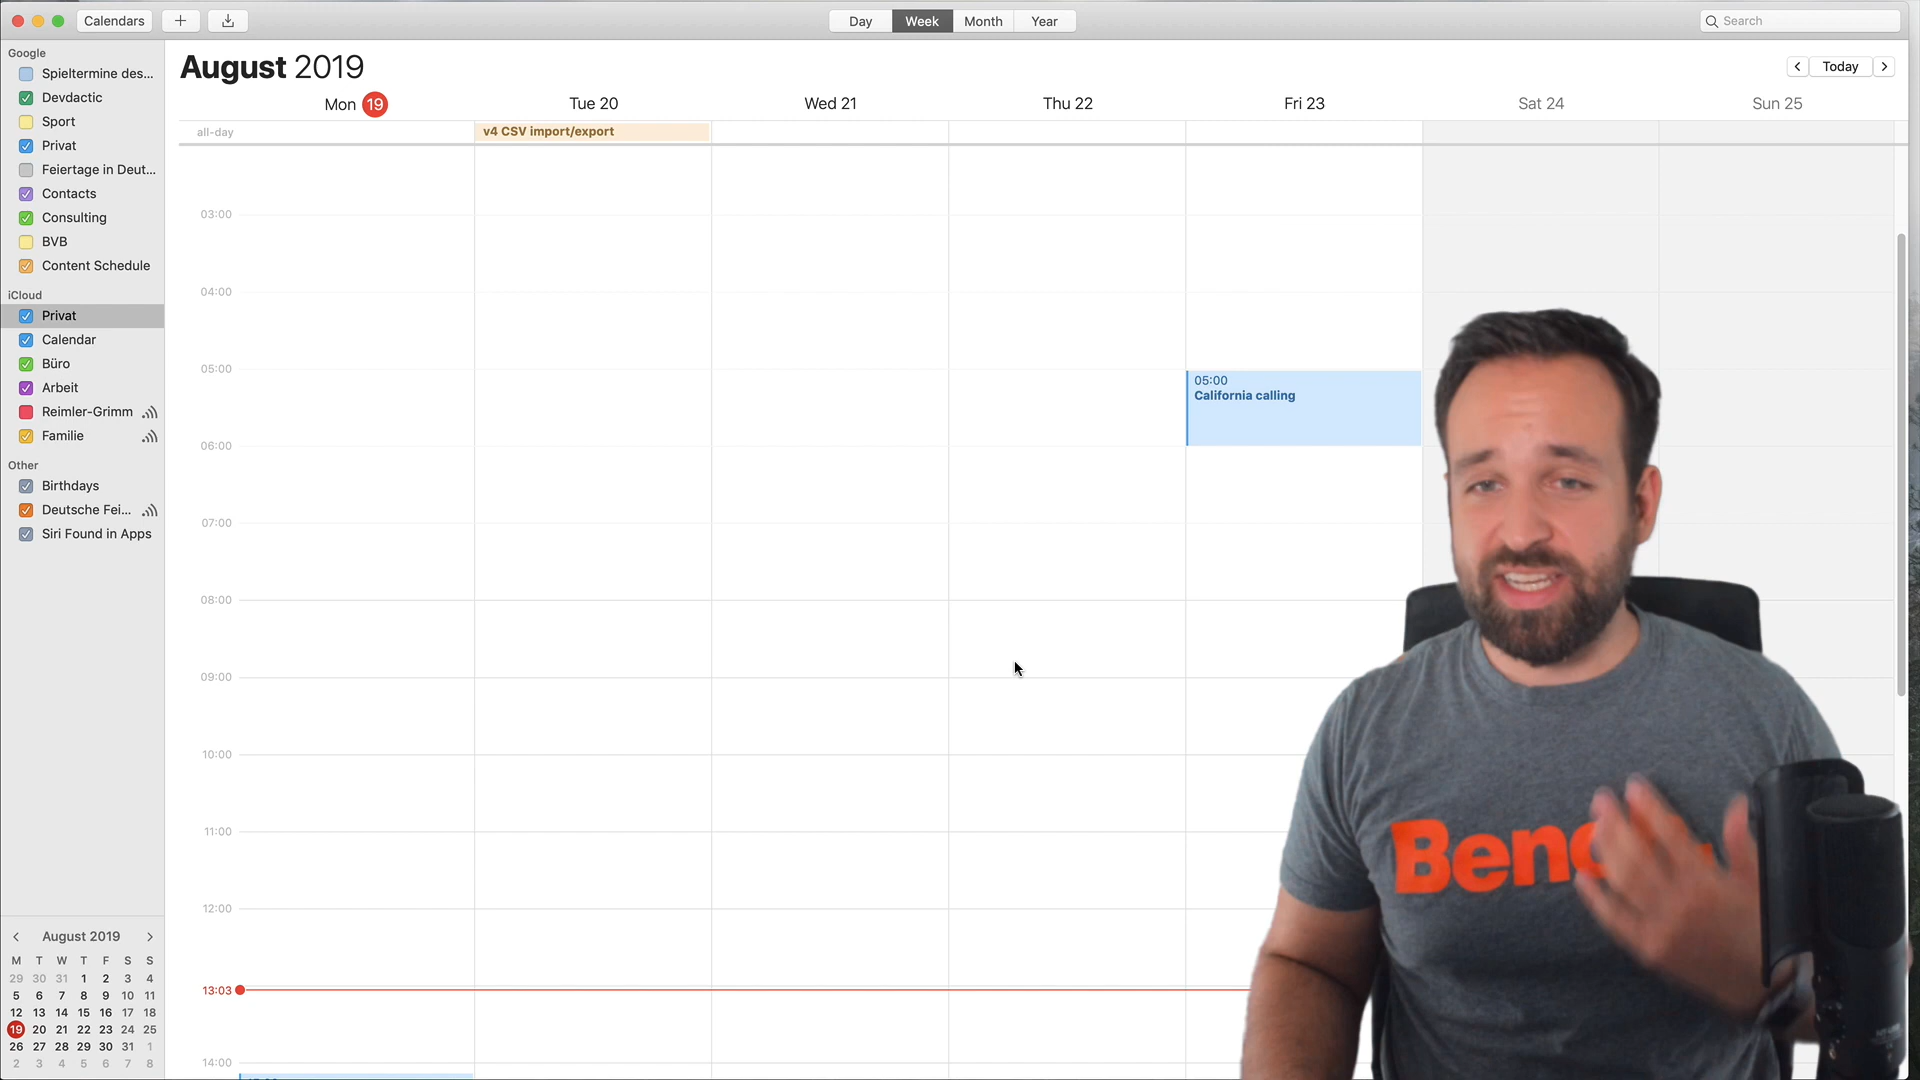 Calendars
Day
Week
Month
Year
Search
Google
Spieltermine des...
Devdactic
Sport
Privat
Feiertage in Deut...
Contacts
Consulting
BVB
Content Schedule
iCloud
Privat
Calendar
Büro
Arbeit
Reimler-Grimm
Familie
Other
Birthdays
Deutsche Fei...
Siri Found in Apps
August 2019
M T W T F S S
29 30 31 1 2 3 4
5 6 7 8 9 10 11
12 13 14 15 16 17 18
19 20 21 22 23 24 25
26 27 28 29 30 31 1
2 3 4 5 6 7 8
August 2019
Today
Mon 19
Tue 20
Wed 21
Thu 22
Fri 23
Sat 24
Sun 25
all-day
v4 CSV import/export
03:00
04:00
05:00
05:00
California calling
06:00
07:00
08:00
09:00
10:00
11:00
12:00
13:03
14:00